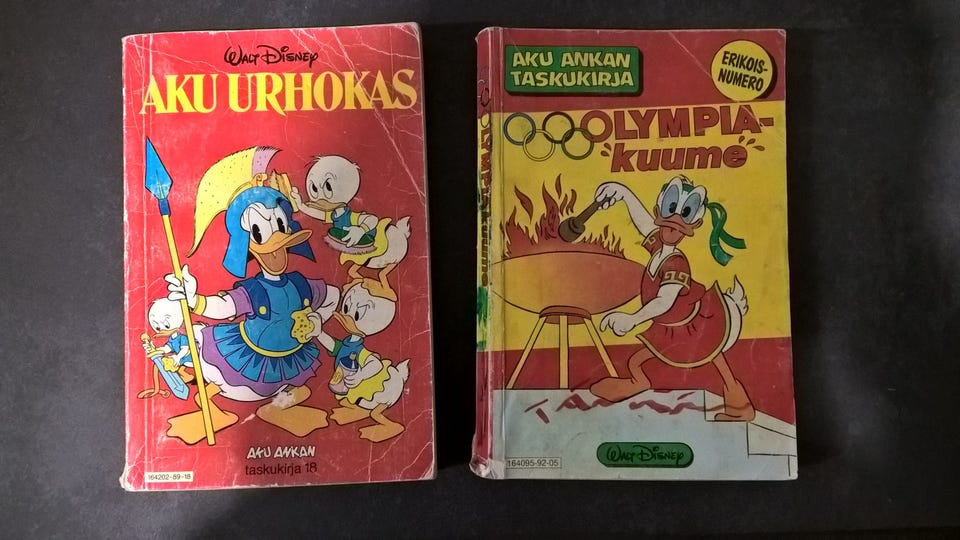 WALT DISNEY
AKU URHOKAS
AKU ANKAN
taskukirja 18
164202-89-18
OLYMPIAKUUME
AKU ANKAN
TASKUKIRJA
ERIKOIS-
NUMERO
OLYMPIA-
"kuume"
164095-92-05
WALT DISNEY